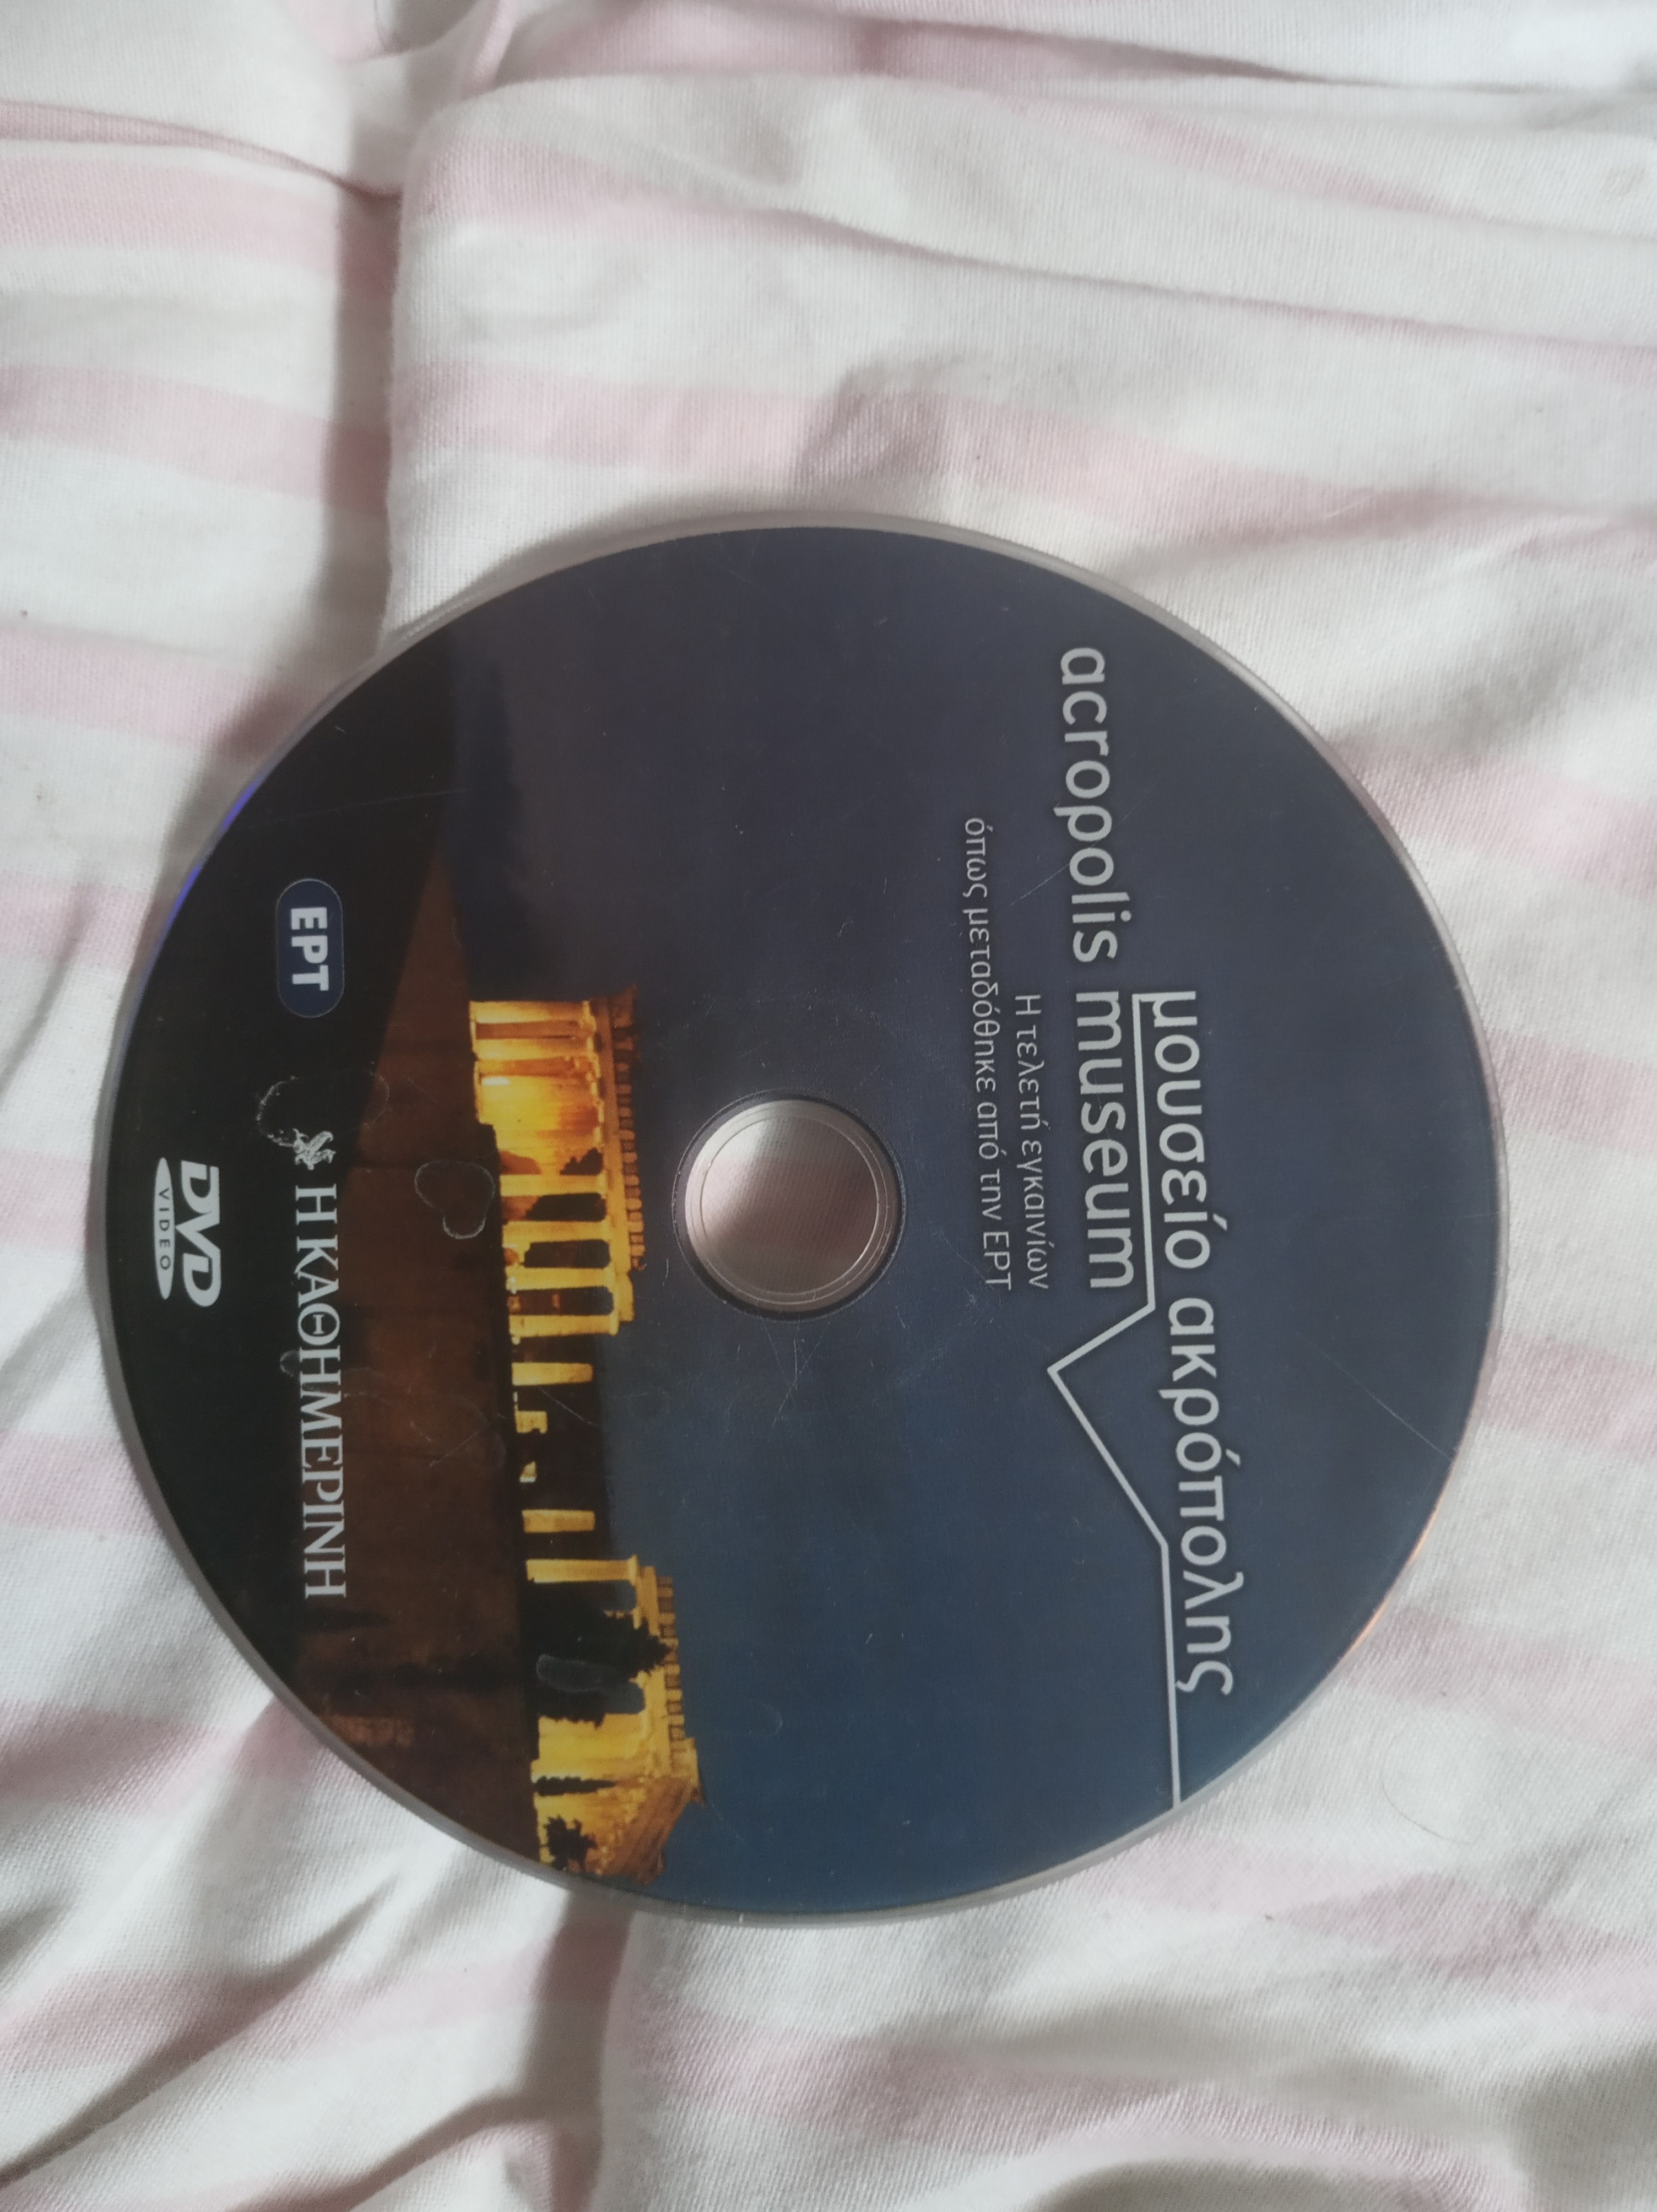 μουσείο ακρόπολης
acropolis museum
Η τελετή εγκαινίων
όπως μεταδόθηκε από την ΕΡΤ
ΕΡΤ
Η ΚΑΘΗΜΕΡΙΝΗ
DVD
VIDEO